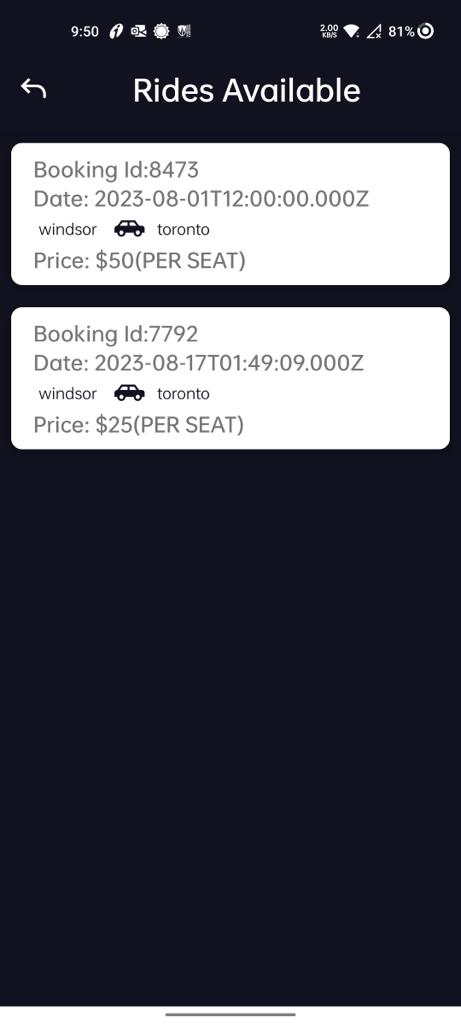 9:50 2.00 KB/S 81%
Rides Available
Booking Id:8473
Date: 2023-08-01T12:00:00.000Z
windsor toronto
Price: $50(PER SEAT)
Booking Id:7792
Date: 2023-08-17T01:49:09.000Z
windsor toronto
Price: $25(PER SEAT)